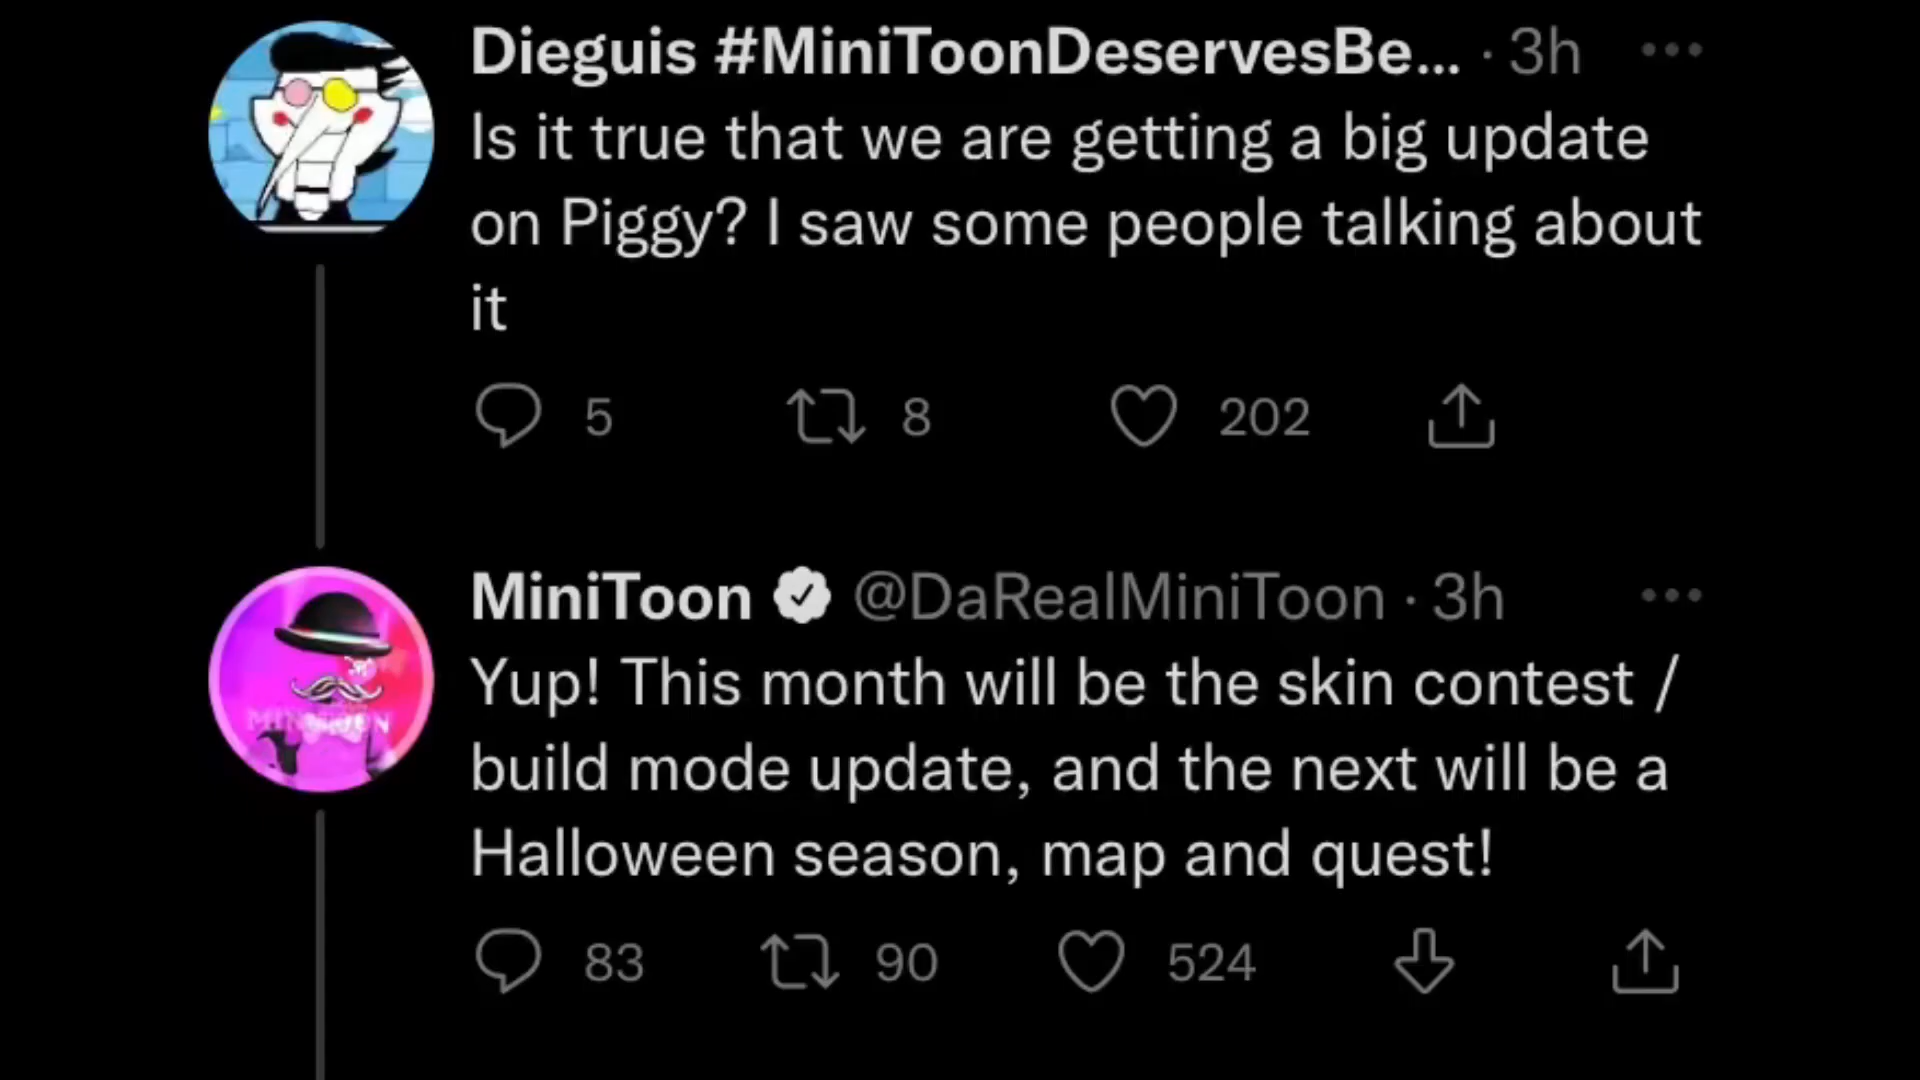 Dieguis #MiniToonDeservesBe... · 3h
Is it true that we are getting a big update
on Piggy? I saw some people talking about
it
5 8 202
MiniToon @DaRealMiniToon · 3h
MINITOON
Yup! This month will be the skin contest /
build mode update, and the next will be a
Halloween season, map and quest!
83 90 524